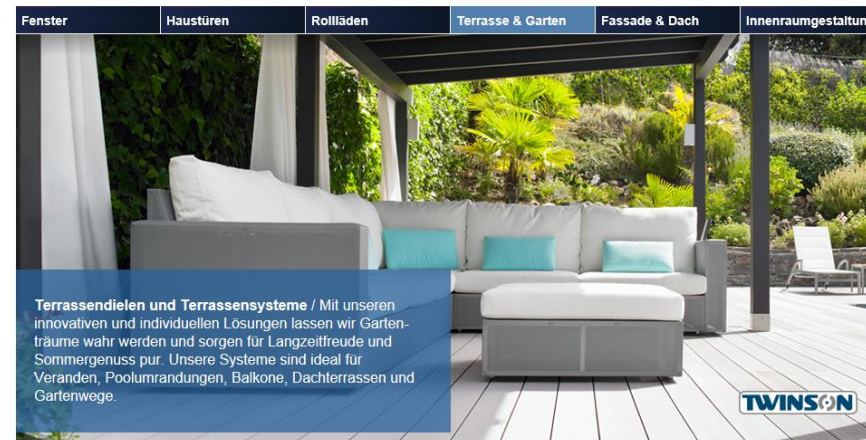 Fenster Haustüren Rollläden Terrasse & Garten Fassade & Dach Innenraumgestaltun
Terrassendielen und Terrassensysteme / Mit unseren
innovativen und individuellen Lösungen lassen wir Garten-
träume wahr werden und sorgen für Langzeitfreude und
Sommergenuss pur. Unsere Systeme sind ideal für
Veranden, Poolumrandungen, Balkone, Dachterrassen und
Gartenwege.
TWINSON